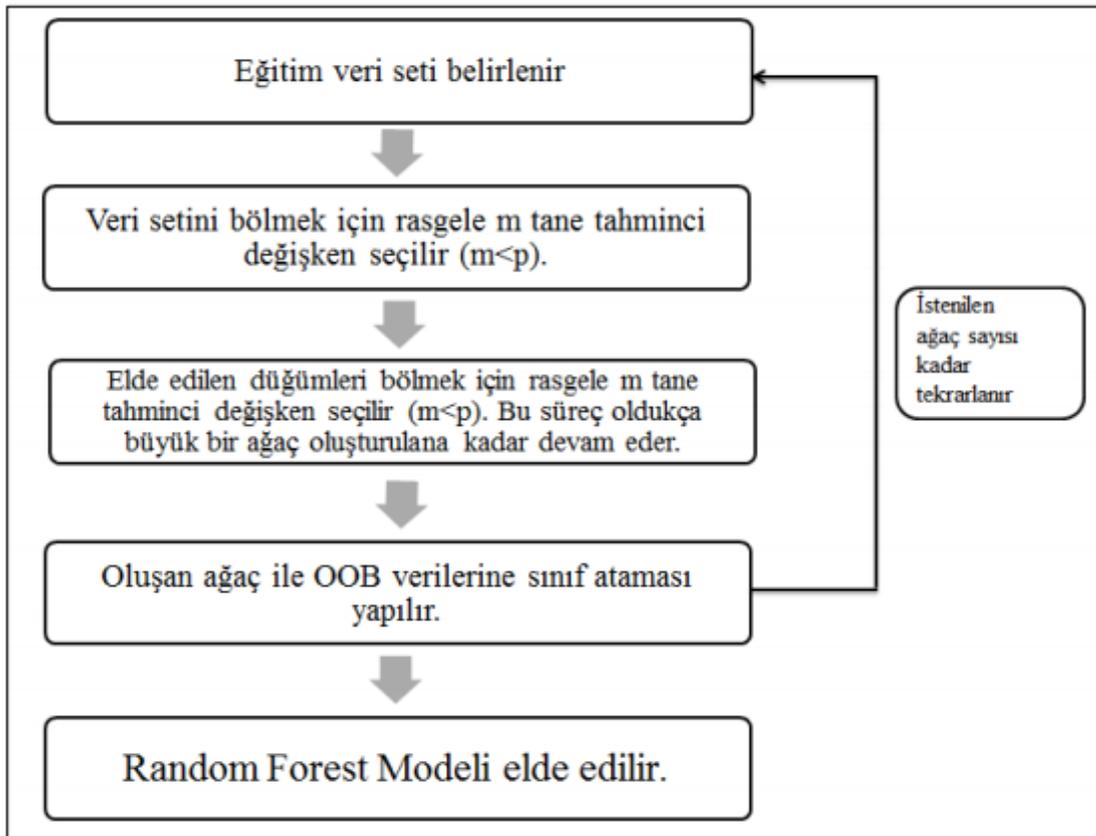 Eğitim veri seti belirlenir
Veri setini bölmek için rasgele m tane tahminci
değişken seçilir (m<p).
Elde edilen düğümleri bölmek için rasgele m tane
tahminci değişken seçilir (m<p). Bu süreç oldukça
büyük bir ağaç oluşturulana kadar devam eder.
Oluşan ağaç ile OOB verilerine sınıf ataması
yapılır.
Random Forest Modeli elde edilir.
İstenilen
ağaç sayısı
kadar
tekrarlanır